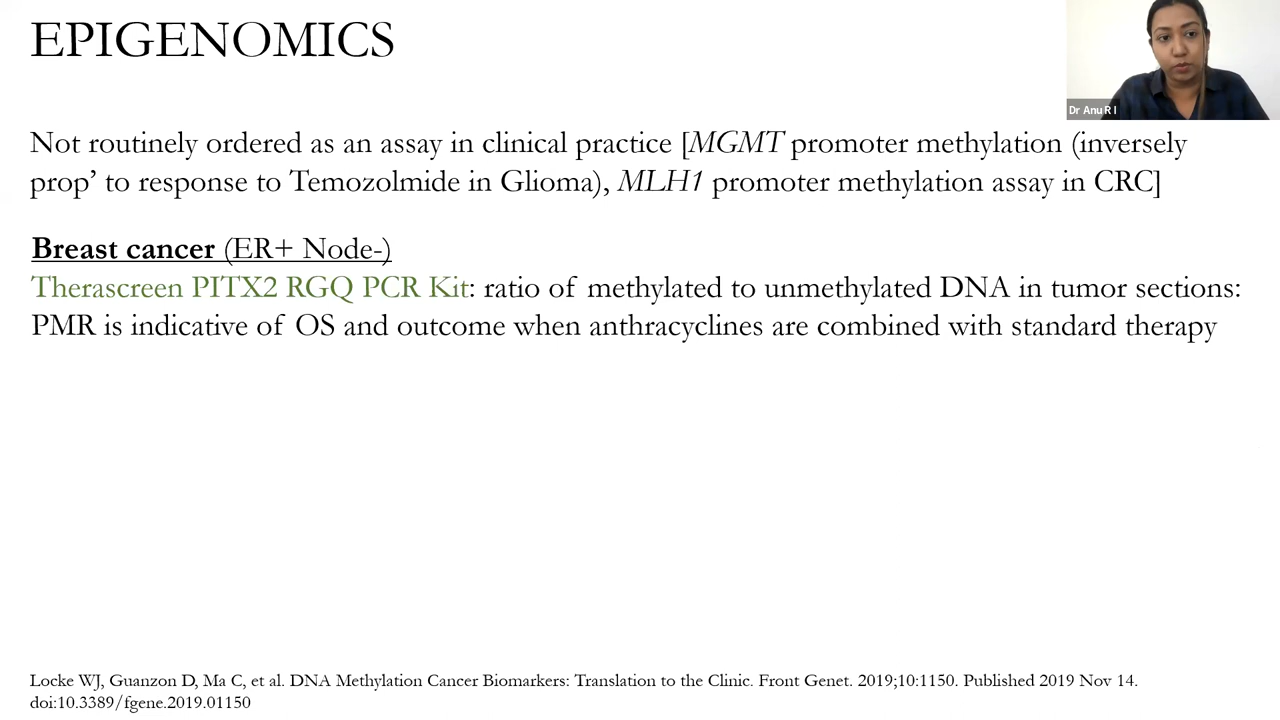 EPIGENOMICS
Dr Anu R I
Not routinely ordered as an assay in clinical practice [MGMT promoter methylation (inversely
prop’ to response to Temozolmide in Glioma), MLH1 promoter methylation assay in CRC]
Breast cancer (ER+ Node-)
Therascreen PITX2 RGQ PCR Kit: ratio of methylated to unmethylated DNA in tumor sections:
PMR is indicative of OS and outcome when anthracyclines are combined with standard therapy
Locke WJ, Guanzon D, Ma C, et al. DNA Methylation Cancer Biomarkers: Translation to the Clinic. Front Genet. 2019;10:1150. Published 2019 Nov 14.
doi:10.3389/fgene.2019.01150